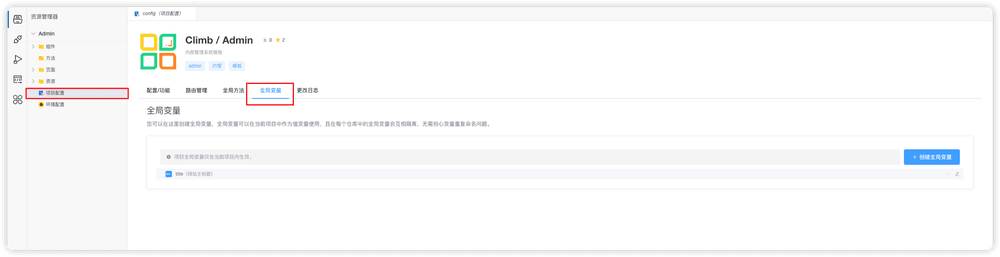 资源管理器
config（项目配置）
Admin
组件
方法
页面
资源
项目配置
环境配置
Climb / Admin
0
2
内部管理系统模板
admin
内管
模板
配置/功能
路由管理
全局方法
全局变量
更改日志
全局变量
您可以在这里创建全局变量，全局变量可以在当前项目中作为值变量使用，且在每个仓库中的全局变量会互相隔离，无需担心变量重复命名问题。
项目全局变量仅在当前项目内生效。
+ 创建全局变量
title（网站主标题）